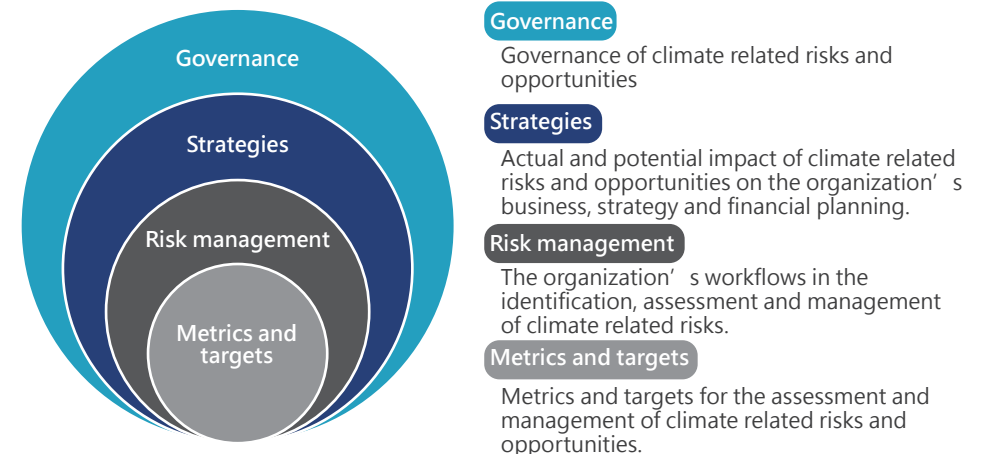 Governance
Strategies
Risk management
Metrics and
targets
Governance
Governance of climate related risks and
opportunities
Strategies
Actual and potential impact of climate related
risks and opportunities on the organization’ s
business, strategy and financial planning.
Risk management
The organization’ s workflows in the
identification, assessment and management
of climate related risks.
Metrics and targets
Metrics and targets for the assessment and
management of climate related risks and
opportunities.